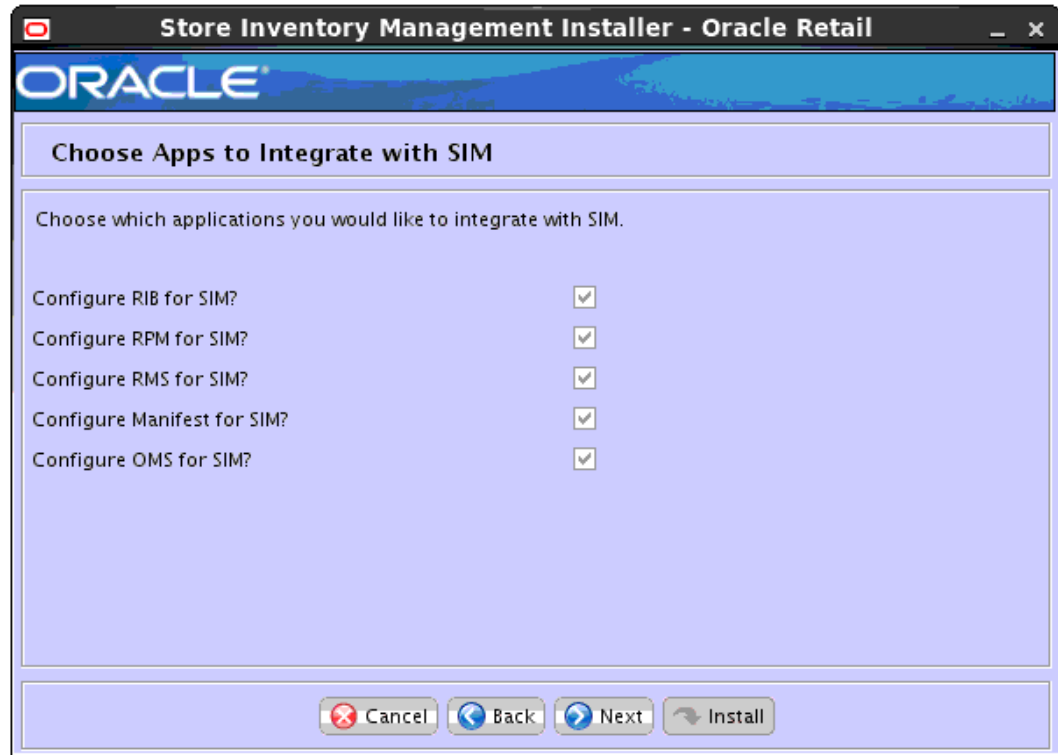 Store Inventory Management Installer - Oracle Retail
ORACLE
Choose Apps to Integrate with SIM
Choose which applications you would like to integrate with SIM.
Configure RIB for SIM?
Configure RPM for SIM?
Configure RMS for SIM?
Configure Manifest for SIM?
Configure OMS for SIM?
Cancel Back Next Install